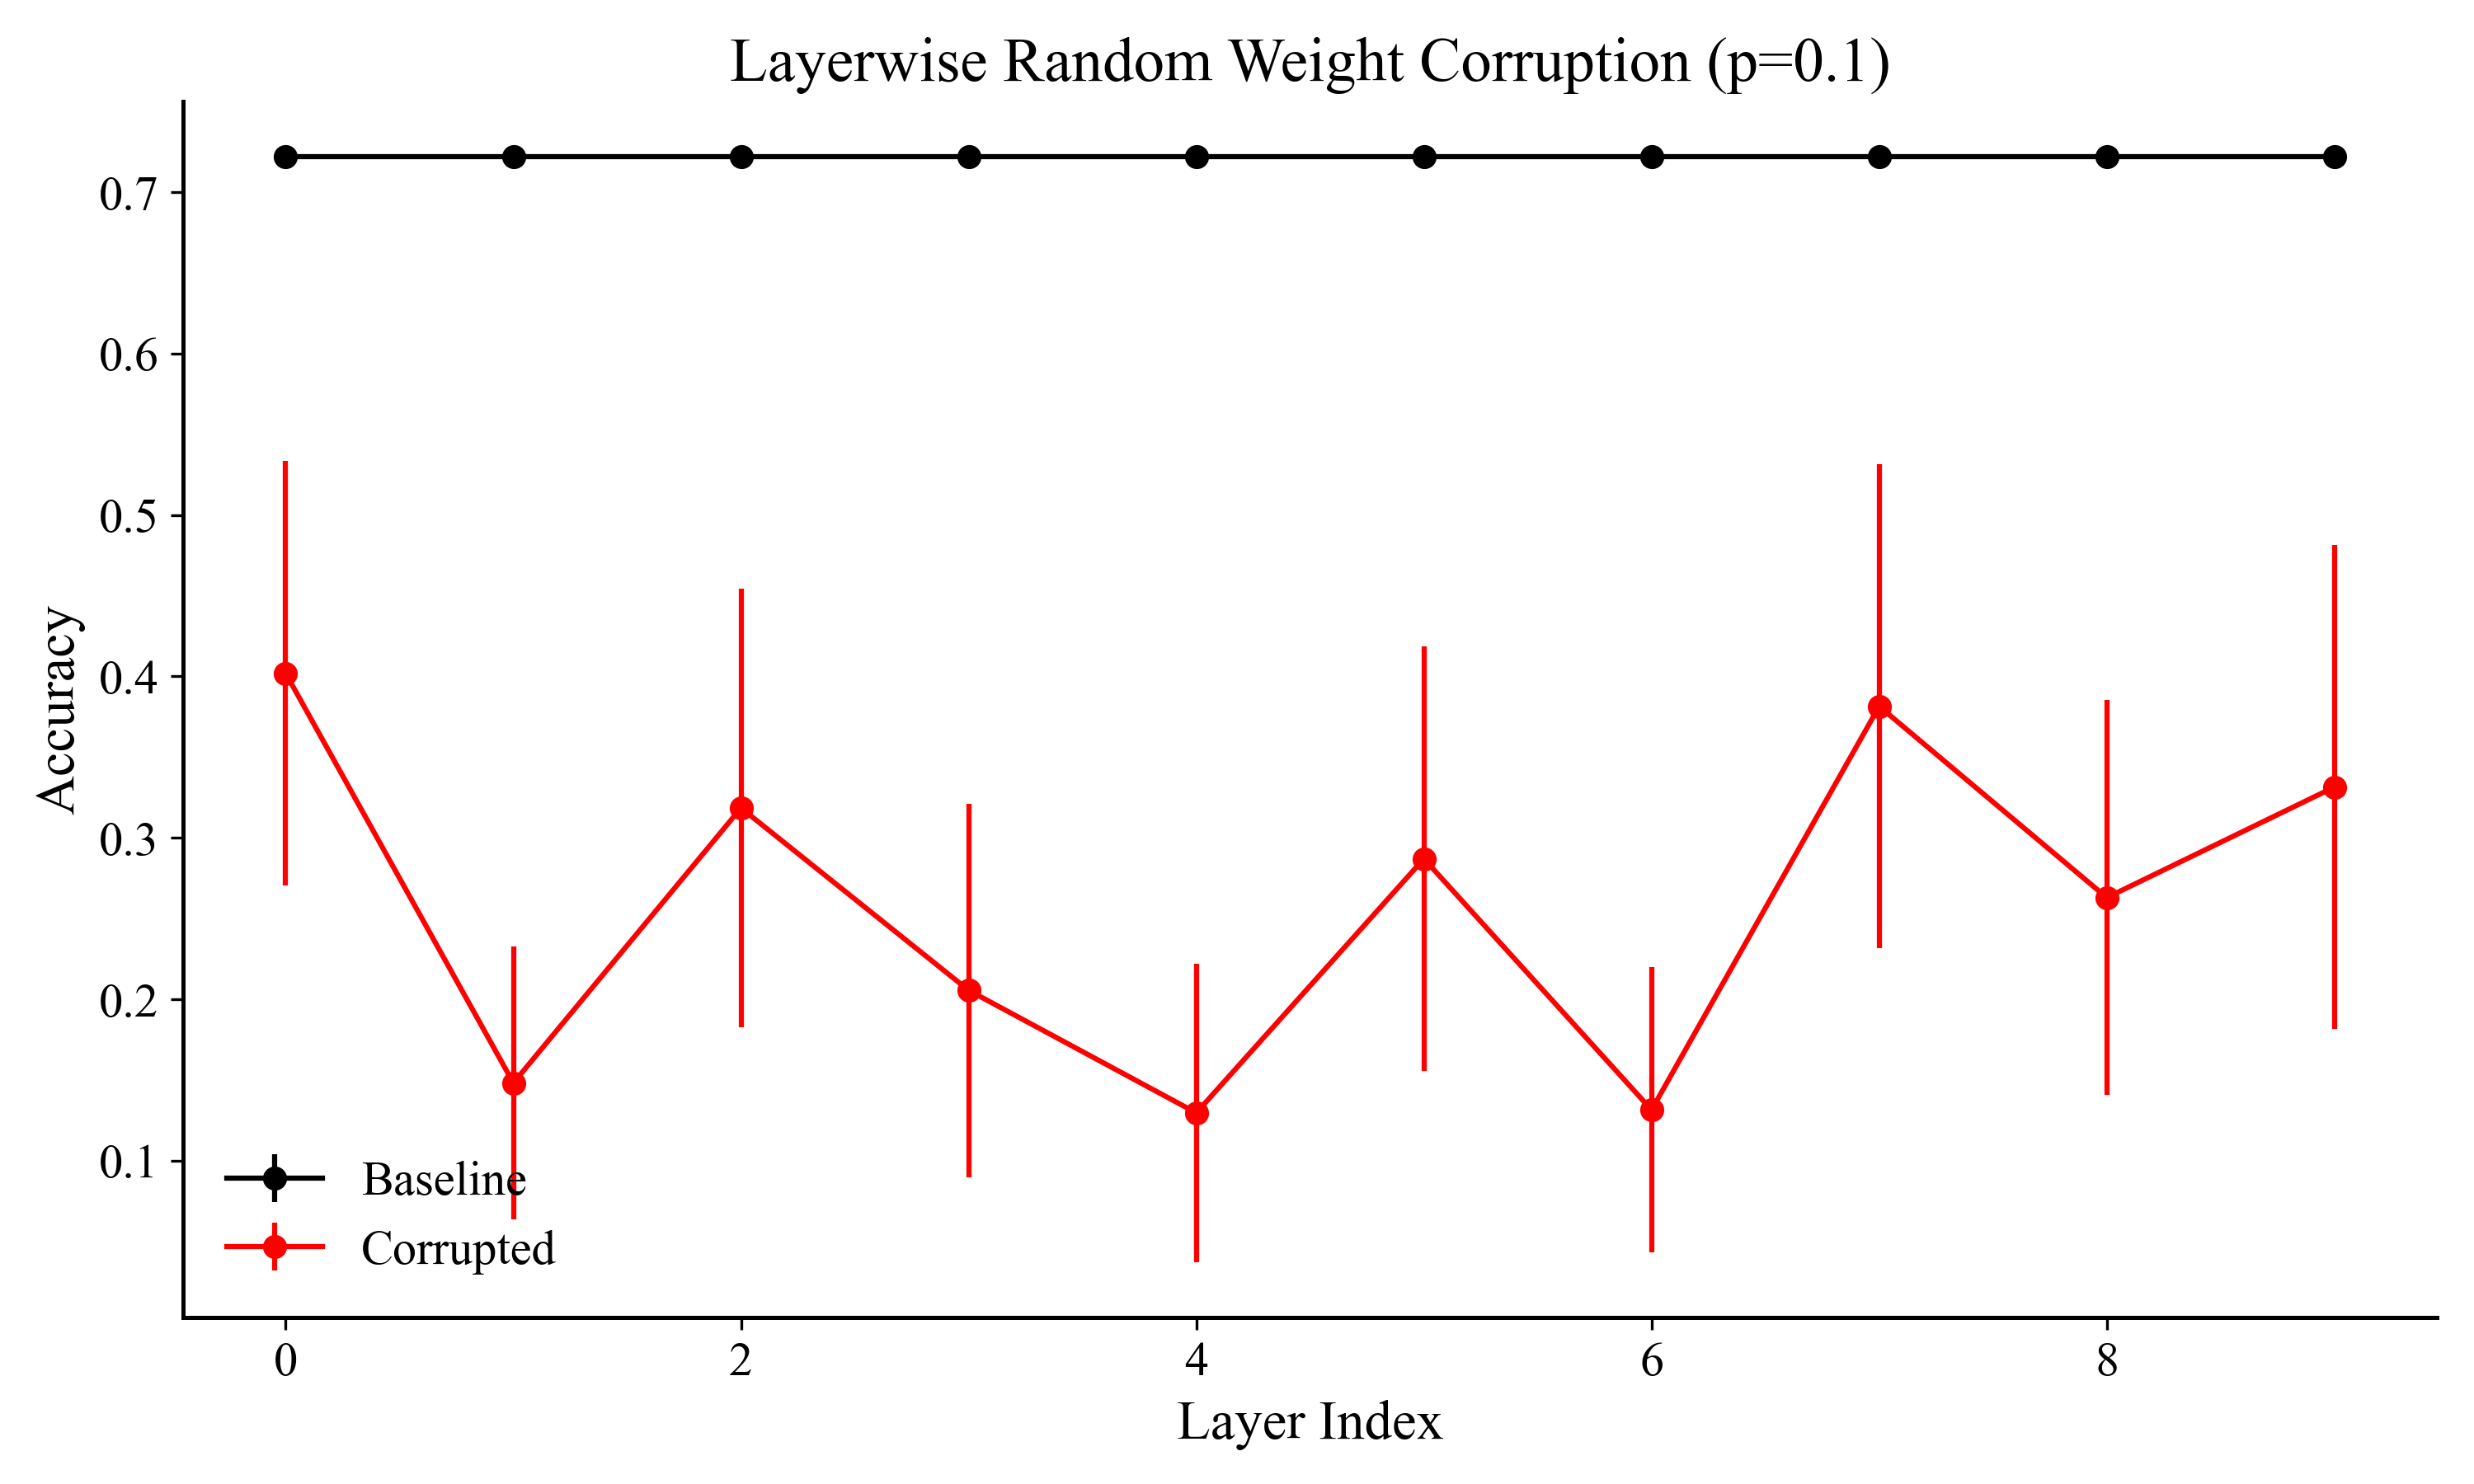 Layerwise Random Weight Corruption (p=0.1)
0.7
0.6
0.5
0.4
0.3
0.2
0.1
Accuracy
Baseline
Corrupted
0 2 4 6 8
Layer Index